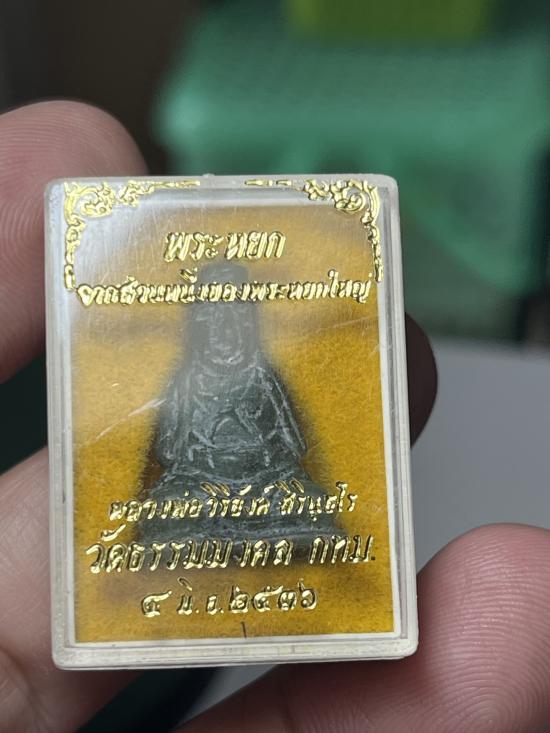 พระหยก
จากส่วนหนึ่งของพระหยกใหญ่
หลวงพ่อวิริยังค์ สิรินฺธโร
วัดธรรมมงคล กทม.
๔ มิ.ย.๒๕๓๖